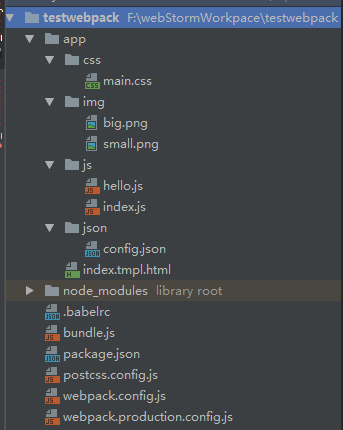 testwebpack F:\webStormWorkpace\testwebpack
app
css
main.css
img
big.png
small.png
js
hello.js
index.js
json
config.json
index.tmpl.html
node_modules library root
.babelrc
bundle.js
package.json
postcss.config.js
webpack.config.js
webpack.production.config.js